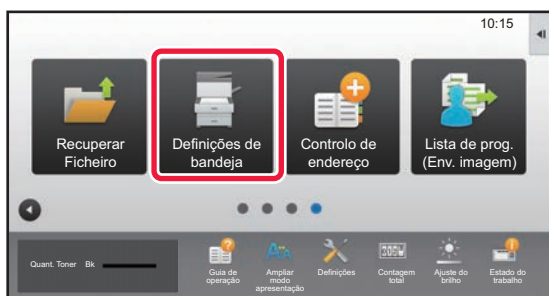 10:15
Recuperar
Ficheiro
Definições de
bandeja
Controlo de
endereço
Lista de prog.
(Env. imagem)
Quant. Toner Bk
Guia de
operação
Ampliar
modo
apresentação
Definições
Contagem
total
Ajuste do
brilho
Estado do
trabalho